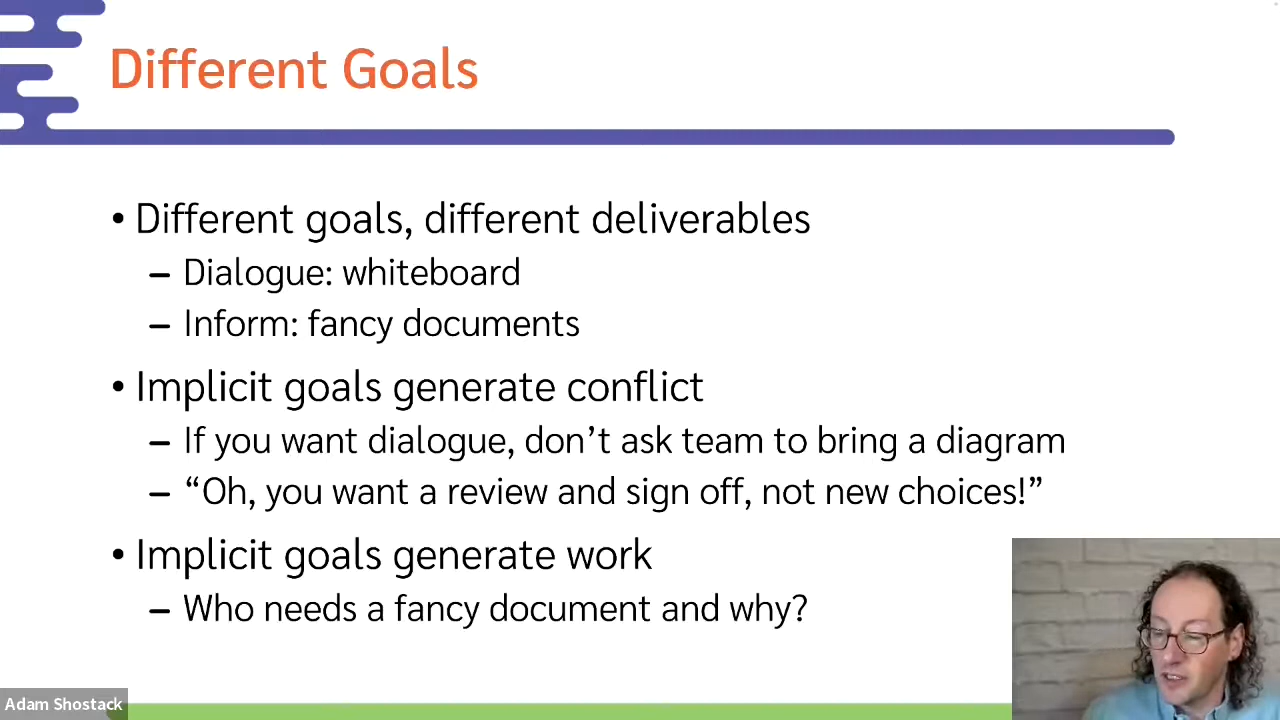 Different Goals
• Different goals, different deliverables
– Dialogue: whiteboard
– Inform: fancy documents
• Implicit goals generate conflict
– If you want dialogue, don’t ask team to bring a diagram
– “Oh, you want a review and sign off, not new choices!”
• Implicit goals generate work
– Who needs a fancy document and why?
Adam Shostack